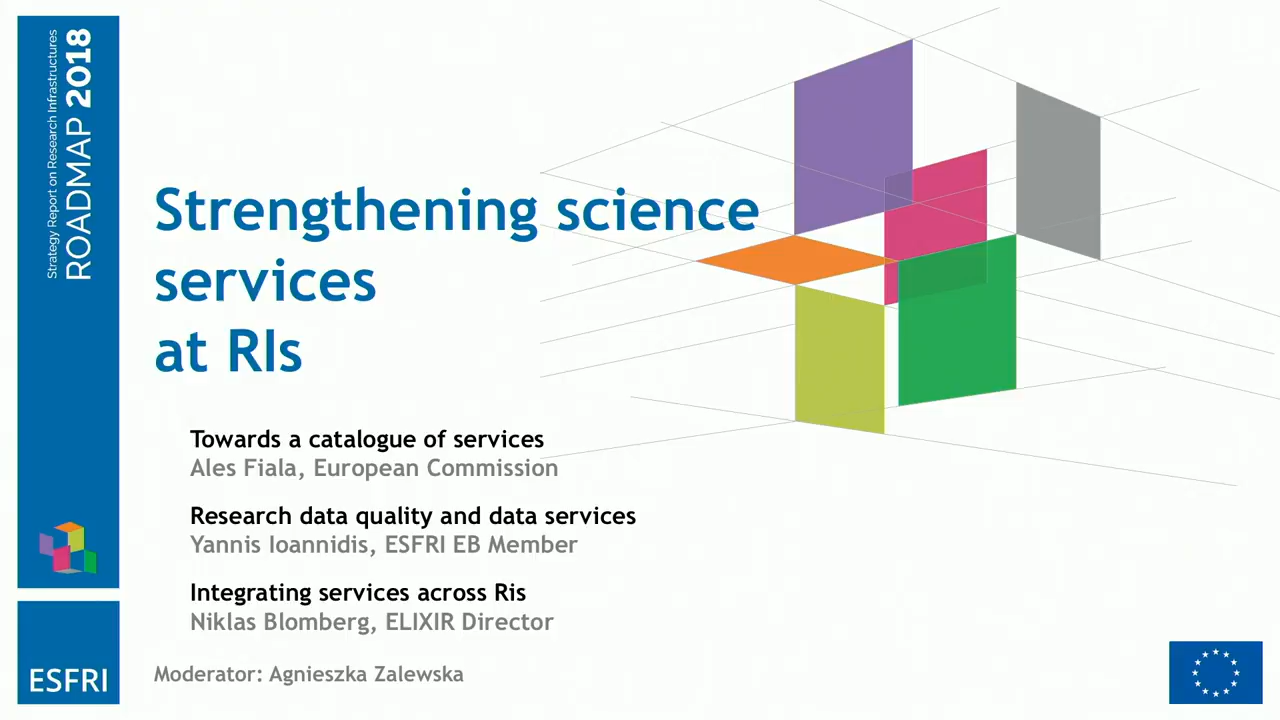 Strategy Report on Research Infrastructures
ROADMAP 2018
Strengthening science
services
at RIs
Towards a catalogue of services
Ales Fiala, European Commission
Research data quality and data services
Yannis Ioannidis, ESFRI EB Member
Integrating services across Ris
Niklas Blomberg, ELIXIR Director
Moderator: Agnieszka Zalewska
ESFRI